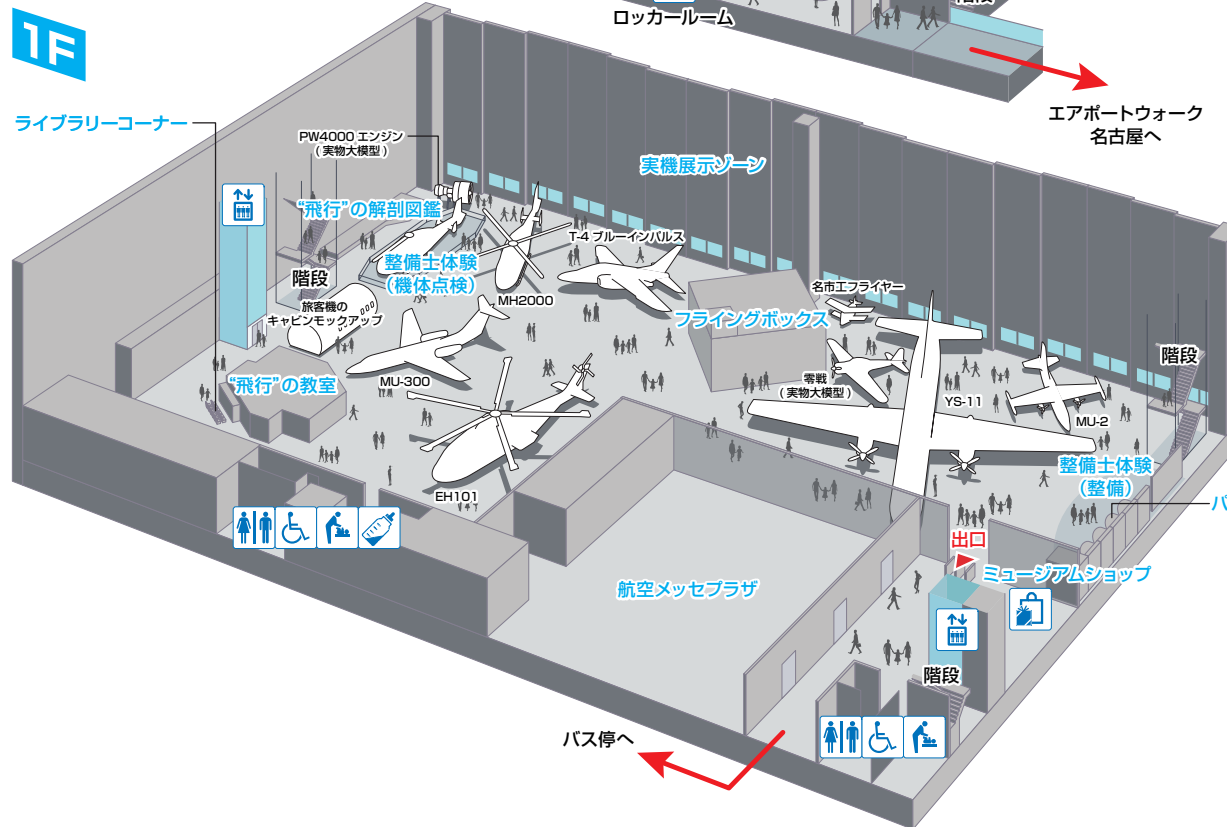 階段
ロッカールーム
1F
エアポートウォーク
名古屋へ
ライブラリーコーナー
PW4000 エンジン
(実物大模型)
実機展示ゾーン
“飛行”の解剖図鑑
T-4 ブルーインパルス
整備士体験
(機体点検)
階段
MH2000
旅客機の
キャビンモックアップ
名市工フライヤー
フライングボックス
階段
MU-300
“飛行”の教室
零戦
(実物大模型)
YS-11
MU-2
整備士体験
(整備)
EH101
パ
出口
ミュージアムショップ
航空メッセプラザ
階段
バス停へ